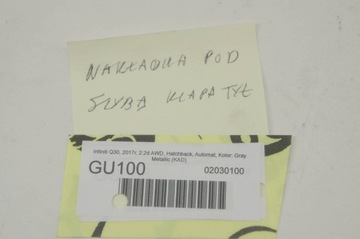 NAKŁADKA POD
SZYBĄ KLAPA TYŁ
Infiniti Q30, 2017r, 2.2d AWD, Hatchback, Automat, Kolor: Gray
Metallic (KAD)
GU100
02030100